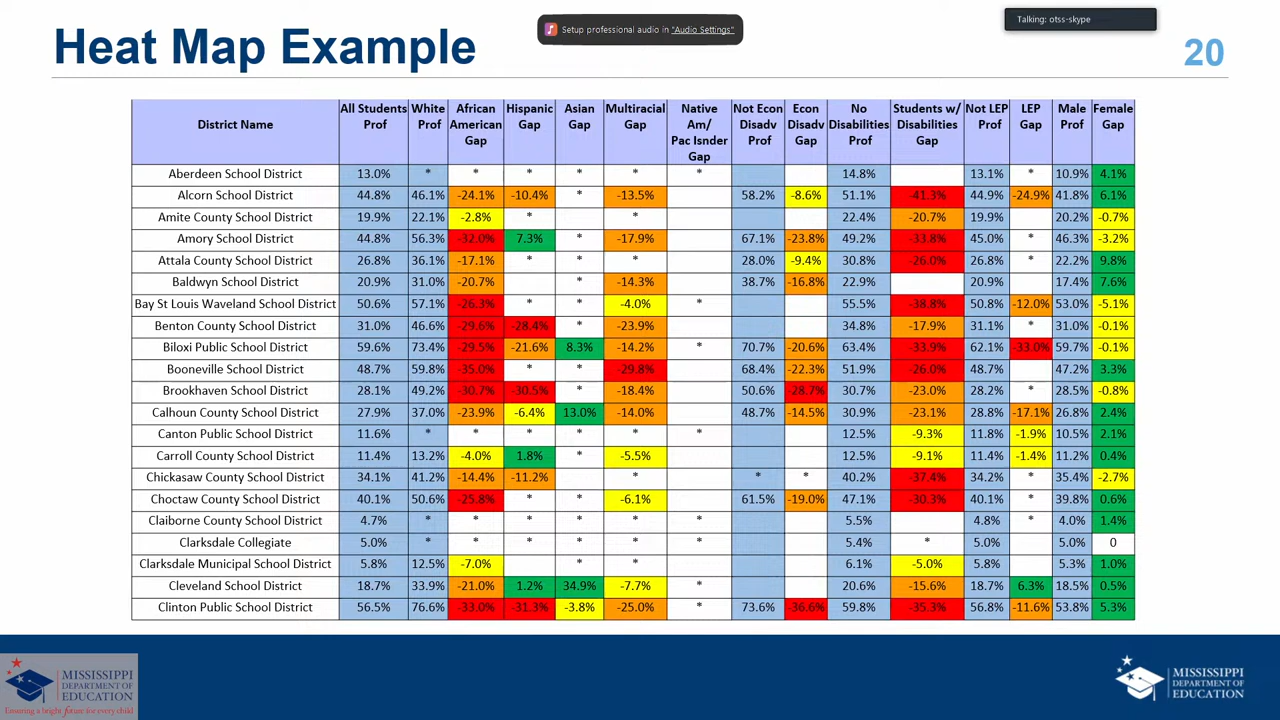 Talking: otss-skype
Setup professional audio in "Audio Settings"
Heat Map Example
20
District Name | All Students Prof | White Prof | African American Gap | Hispanic Gap | Asian Gap | Multiracial Gap | Native Am/ Pac Isnder Gap | Not Econ Disadv Prof | Econ Disadv Gap | No Disabilities Prof | Students w/ Disabilities Gap | Not LEP Prof | LEP Gap | Male Prof | Female Gap
Aberdeen School District 13.0% * * * * * * 14.8% 13.1% * 10.9% 4.1%
Alcorn School District 44.8% 46.1% -24.1% -10.4% * -13.5% 58.2% -8.6% 51.1% -41.3% 44.9% -24.9% 41.8% 6.1%
Amite County School District 19.9% 22.1% -2.8% * * 22.4% -20.7% 19.9% 20.2% -0.7%
Amory School District 44.8% 56.3% -32.0% 7.3% * -17.9% 67.1% -23.8% 49.2% -33.8% 45.0% * 46.3% -3.2%
Attala County School District 26.8% 36.1% -17.1% * * * 28.0% -9.4% 30.8% -26.0% 26.8% * 22.2% 9.8%
Baldwyn School District 20.9% 31.0% -20.7% -14.3% 38.7% -16.8% 22.9% 20.9% 17.4% 7.6%
Bay St Louis Waveland School District 50.6% 57.1% -26.3% * * -4.0% * 55.5% -38.8% 50.8% -12.0% 53.0% -5.1%
Benton County School District 31.0% 46.6% -29.6% -28.4% * -23.9% 34.8% -17.9% 31.1% * 31.0% -0.1%
Biloxi Public School District 59.6% 73.4% -29.5% -21.6% 8.3% -14.2% * 70.7% -20.6% 63.4% -33.9% 62.1% -33.0% 59.7% -0.1%
Booneville School District 48.7% 59.8% -35.0% * * -29.8% 68.4% -22.3% 51.9% -26.0% 48.7% 47.2% 3.3%
Brookhaven School District 28.1% 49.2% -30.7% -30.5% * -18.4% 50.6% -28.7% 30.7% -23.0% 28.2% * 28.5% -0.8%
Calhoun County School District 27.9% 37.0% -23.9% -6.4% 13.0% -14.0% 48.7% -14.5% 30.9% -23.1% 28.8% -17.1% 26.8% 2.4%
Canton Public School District 11.6% * * * * * * 12.5% -9.3% 11.8% -1.9% 10.5% 2.1%
Carroll County School District 11.4% 13.2% -4.0% 1.8% * -5.5% 12.5% -9.1% 11.4% -1.4% 11.2% 0.4%
Chickasaw County School District 34.1% 41.2% -14.4% -11.2% * * * 40.2% -37.4% 34.2% * 35.4% -2.7%
Choctaw County School District 40.1% 50.6% -25.8% * * -6.1% 61.5% -19.0% 47.1% -30.3% 40.1% * 39.8% 0.6%
Claiborne County School District 4.7% * * * * * * 5.5% 4.8% * 4.0% 1.4%
Clarksdale Collegiate 5.0% * * * * * * 5.4% * 5.0% 5.0% 0
Clarksdale Municipal School District 5.8% 12.5% -7.0% * * 6.1% -5.0% 5.8% 5.3% 1.0%
Cleveland School District 18.7% 33.9% -21.0% 1.2% 34.9% -7.7% * 20.6% -15.6% 18.7% 6.3% 18.5% 0.5%
Clinton Public School District 56.5% 76.6% -33.0% -31.3% -3.8% -25.0% * 73.6% -36.6% 59.8% -35.3% 56.8% -11.6% 53.8% 5.3%
MISSISSIPPI
DEPARTMENT OF
EDUCATION
Ensuring a bright future for every child
MISSISSIPPI
DEPARTMENT OF
EDUCATION